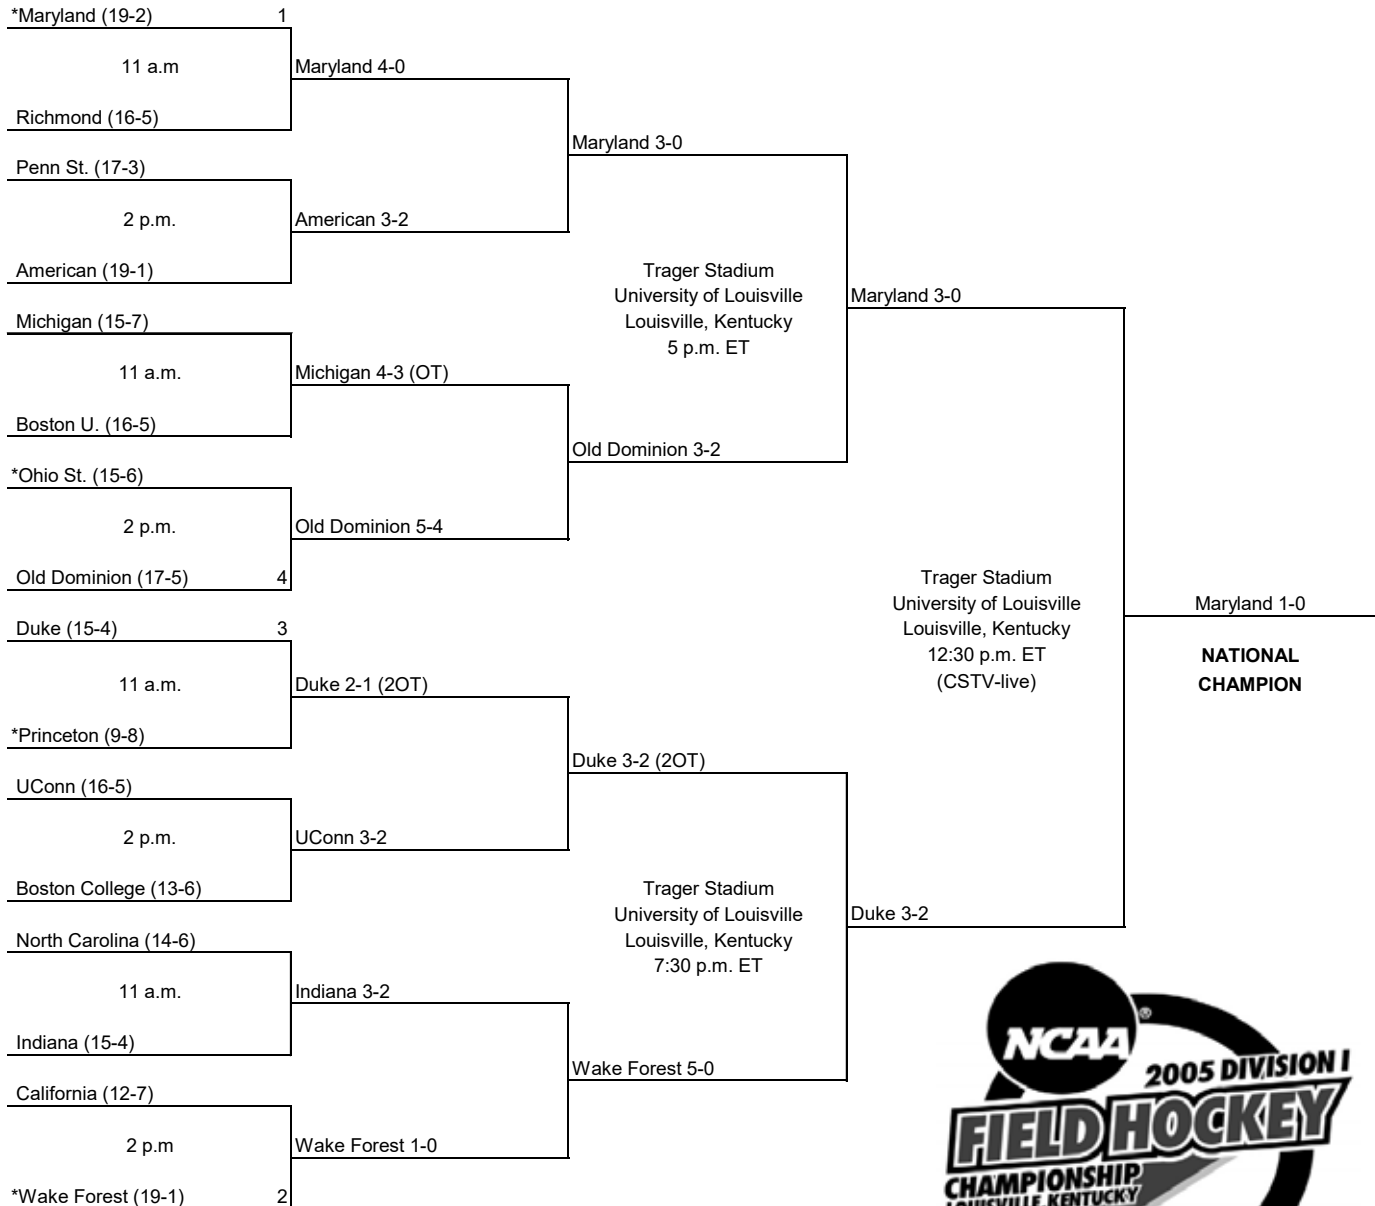 *Maryland (19-2) 1
11 a.m
Richmond (16-5)
Maryland 4-0
Penn St. (17-3)
2 p.m.
American (19-1)
American 3-2
Maryland 3-0
Michigan (15-7)
11 a.m.
Boston U. (16-5)
Michigan 4-3 (OT)
*Ohio St. (15-6)
2 p.m.
Old Dominion (17-5) 4
Old Dominion 5-4
Old Dominion 3-2
Trager Stadium
University of Louisville
Louisville, Kentucky
5 p.m. ET
Maryland 3-0
Duke (15-4) 3
11 a.m.
*Princeton (9-8)
Duke 2-1 (2OT)
UConn (16-5)
2 p.m.
Boston College (13-6)
UConn 3-2
Duke 3-2 (2OT)
North Carolina (14-6)
11 a.m.
Indiana (15-4)
Indiana 3-2
California (12-7)
2 p.m
*Wake Forest (19-1) 2
Wake Forest 1-0
Wake Forest 5-0
Trager Stadium
University of Louisville
Louisville, Kentucky
7:30 p.m. ET
Duke 3-2
Trager Stadium
University of Louisville
Louisville, Kentucky
12:30 p.m. ET
(CSTV-live)
Maryland 1-0
NATIONAL
CHAMPION
NCAA ®
2005 DIVISION I
FIELD HOCKEY
CHAMPIONSHIP
LOUISVILLE, KENTUCKY